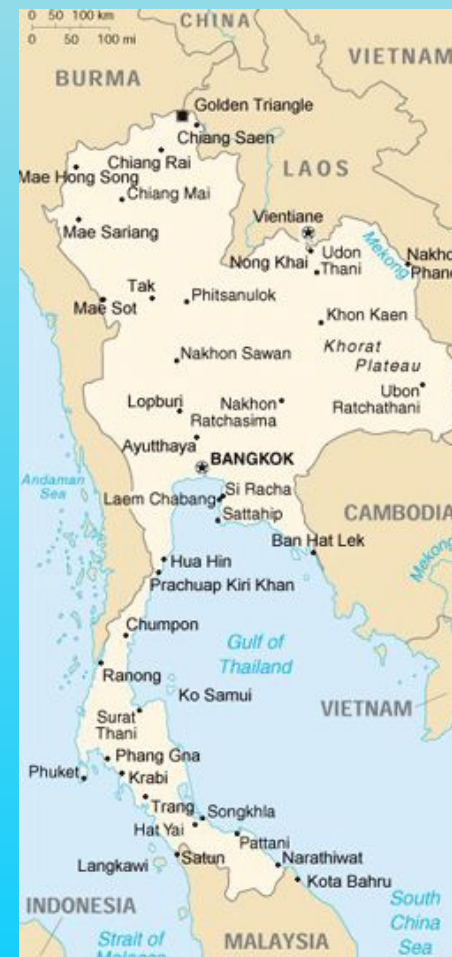 0 50 100 km
0 50 100 mi
CHINA
VIETNAM
BURMA
Golden Triangle
Chiang Saen
Chiang Rai
Mae Hong Song
LAOS
Chiang Mai
Vientiane
Mae Sariang
Mekong
Nong Khai
Udon
Thani
Nakho
Phano
Tak
Phitsanulok
Mae Sot
Khon Kaen
Khorat
Plateau
Nakhon Sawan
Ubon
Ratchathani
Lopburi
Nakhon
Ratchasima
Ayutthaya
BANGKOK
Andaman
Sea
Si Racha
Laem Chabang
Sattahip
CAMBODIA
Ban Hat Lek
Mekong
Hua Hin
Prachuap Kiri Khan
Chumpon
Gulf of
Thailand
Ranong
Ko Samui
VIETNAM
Surat
Thani
Phang Gna
Phuket
Krabi
Trang
Songkhla
Hat Yai
Pattani
Langkawi
Satun
Narathiwat
Kota Bahru
INDONESIA
South
China
Sea
Strait of
MALAYSIA